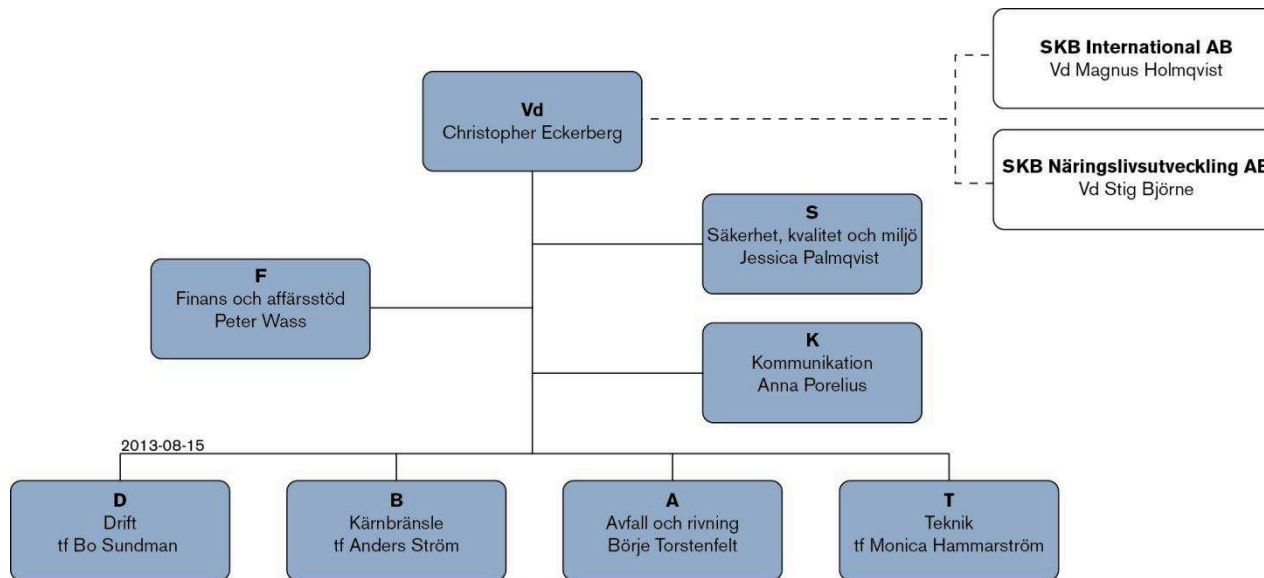 SKB International AB
Vd Magnus Holmqvist
Vd
Christopher Eckerberg
SKB Näringslivsutveckling AB
Vd Stig Björne
S
Säkerhet, kvalitet och miljö
Jessica Palmqvist
F
Finans och affärsstöd
Peter Wass
K
Kommunikation
Anna Porelius
2013-08-15
D
Drift
tf Bo Sundman
B
Kärnbränsle
tf Anders Ström
A
Avfall och rivning
Börje Torstenfelt
T
Teknik
tf Monica Hammarström